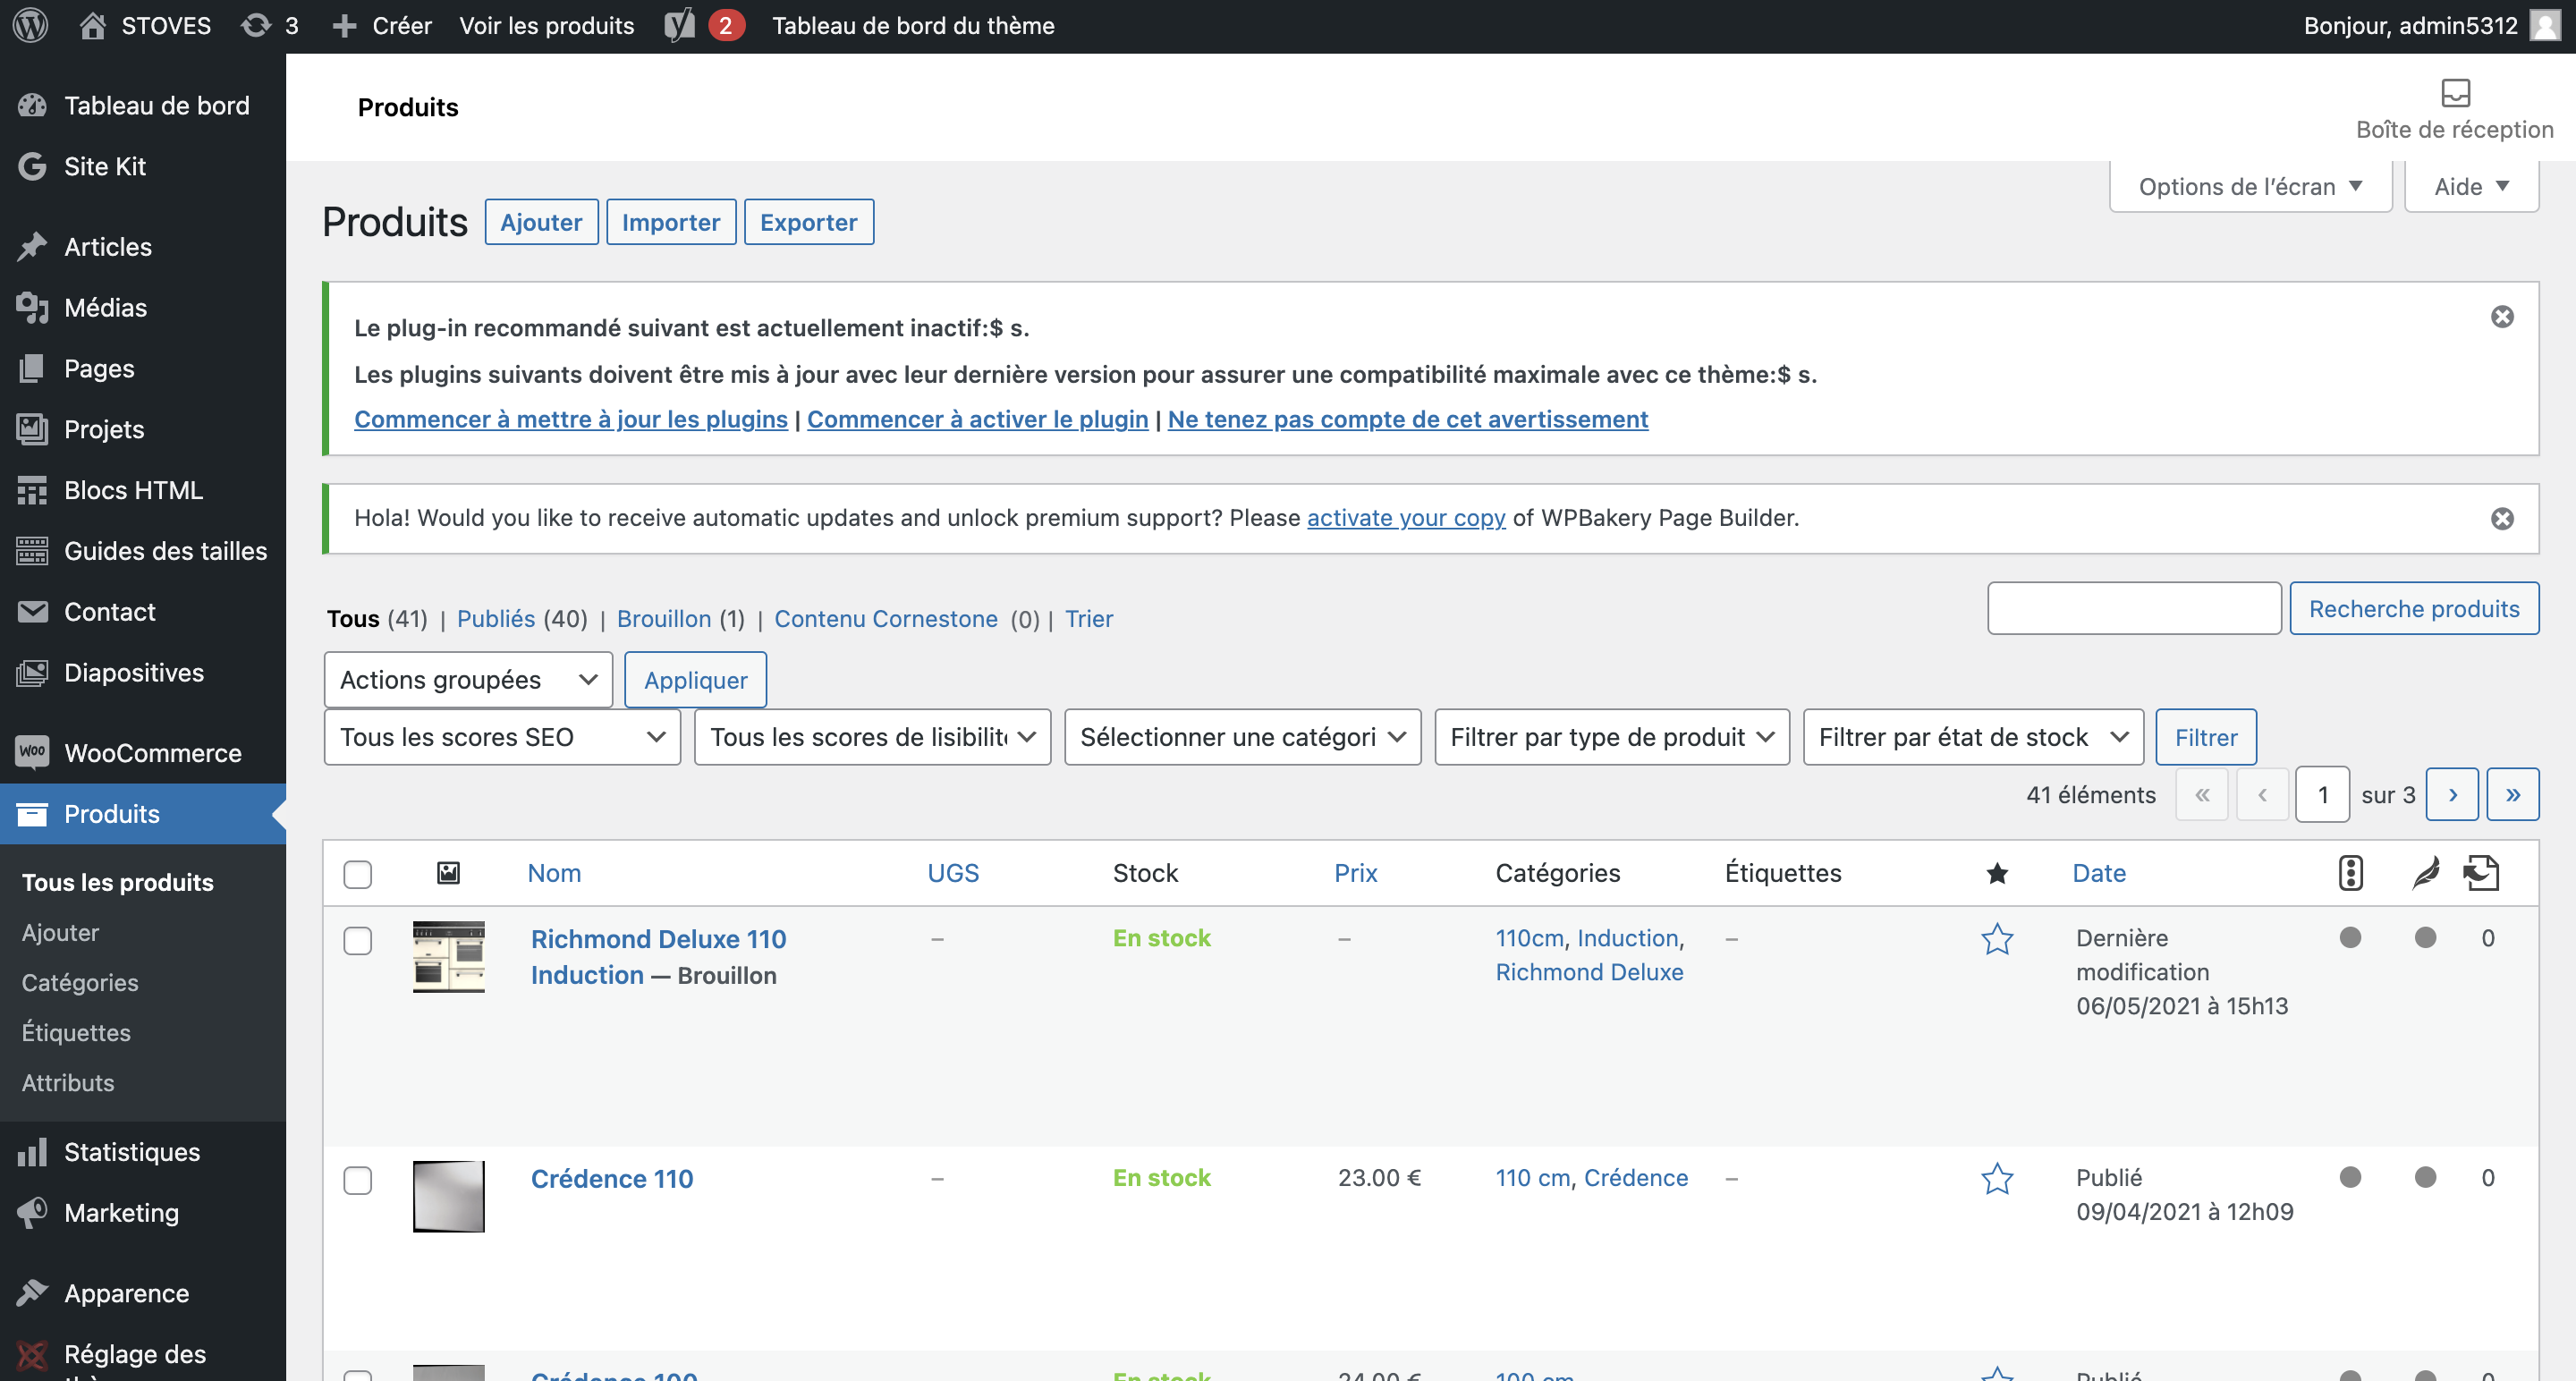 STOVES 3 Créer Voir les produits 2 Tableau de bord du thème Bonjour, admin5312
Tableau de bord
Site Kit
Articles
Médias
Pages
Projets
Blocs HTML
Guides des tailles
Contact
Diapositives
WooCommerce
Produits
Tous les produits
Ajouter
Catégories
Étiquettes
Attributs
Statistiques
Marketing
Apparence
Réglage des
Produits
Boîte de réception
Options de l'écran Aide
Produits Ajouter Importer Exporter
Le plug-in recommandé suivant est actuellement inactif:$ s.
Les plugins suivants doivent être mis à jour avec leur dernière version pour assurer une compatibilité maximale avec ce thème:$ s.
Commencer à mettre à jour les plugins | Commencer à activer le plugin | Ne tenez pas compte de cet avertissement
Hola! Would you like to receive automatic updates and unlock premium support? Please activate your copy of WPBakery Page Builder.
Tous (41) | Publiés (40) | Brouillon (1) | Contenu Cornestone (0) | Trier
Recherche produits
Actions groupées Appliquer
Tous les scores SEO Tous les scores de lisibilit Sélectionner une catégori Filtrer par type de produit Filtrer par état de stock Filtrer
41 éléments « ‹ 1 sur 3 › »
Nom UGS Stock Prix Catégories Étiquettes Date
Richmond Deluxe 110 – En stock – 110cm, Induction, – Dernière 0
Induction — Brouillon Richmond Deluxe modification
06/05/2021 à 15h13
Crédence 110 – En stock 23.00 € 110 cm, Crédence – Publié 0
09/04/2021 à 12h09
Crédence 100 En stock 24.00 € 100 cm Publié 0